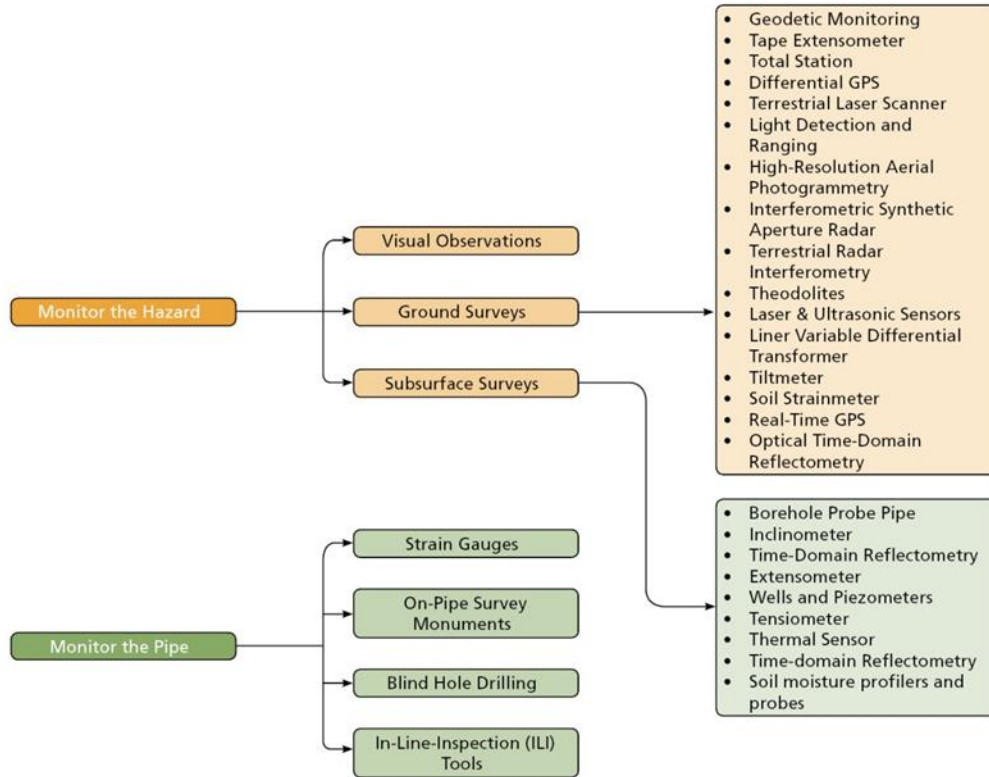 Monitor the Hazard
Visual Observations
Ground Surveys
Subsurface Surveys
• Geodetic Monitoring
• Tape Extensometer
• Total Station
• Differential GPS
• Terrestrial Laser Scanner
• Light Detection and
Ranging
• High-Resolution Aerial
Photogrammetry
• Interferometric Synthetic
Aperture Radar
• Terrestrial Radar
Interferometry
• Theodolites
• Laser & Ultrasonic Sensors
• Liner Variable Differential
Transformer
• Tiltmeter
• Soil Strainmeter
• Real-Time GPS
• Optical Time-Domain
Reflectometry
• Borehole Probe Pipe
• Inclinometer
• Time-Domain Reflectometry
• Extensometer
• Wells and Piezometers
• Tensiometer
• Thermal Sensor
• Time-domain Reflectometry
• Soil moisture profilers and
probes
Monitor the Pipe
Strain Gauges
On-Pipe Survey
Monuments
Blind Hole Drilling
In-Line-Inspection (ILI)
Tools